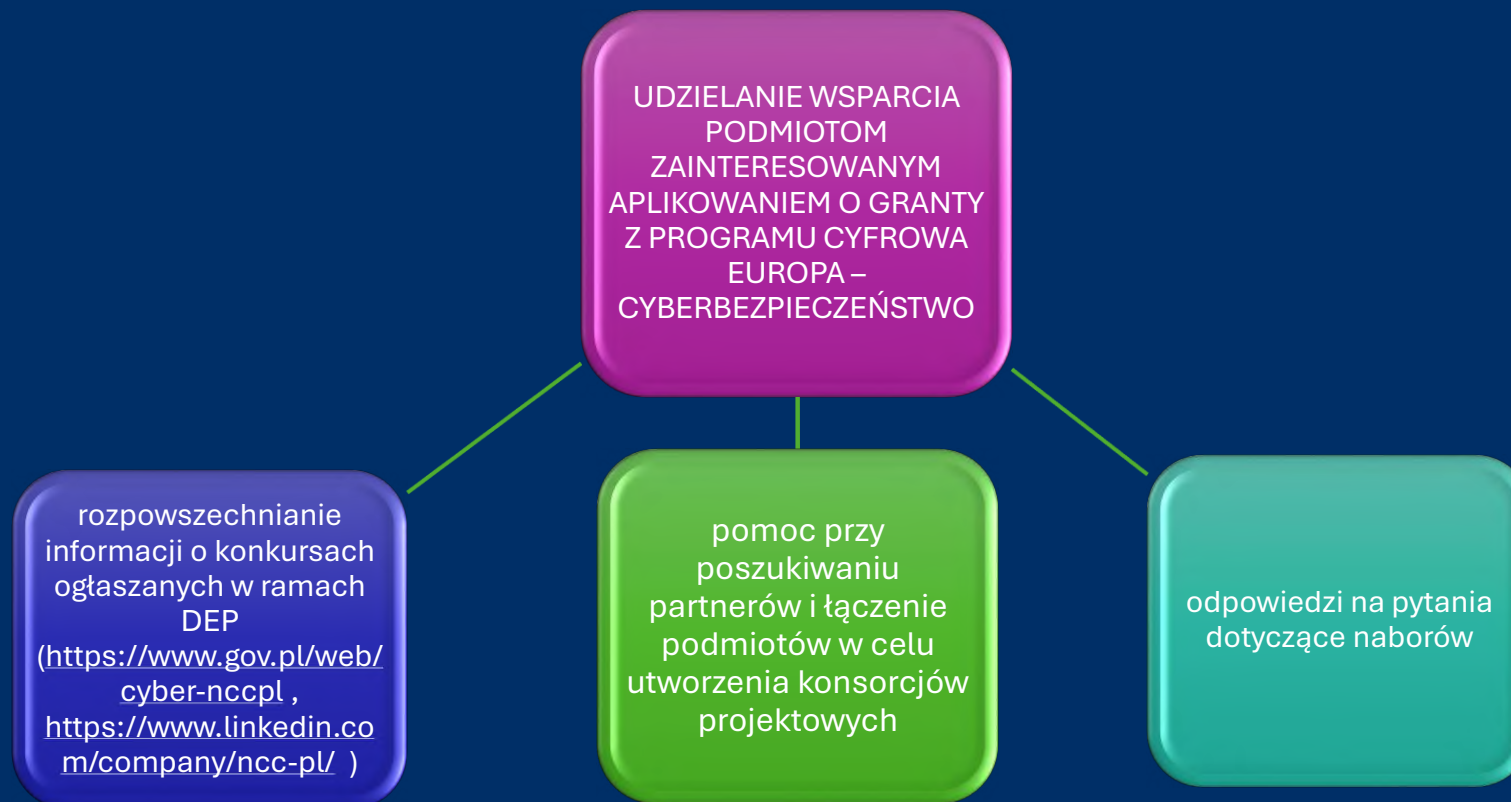 UDZIELANIE WSPARCIA
PODMIOTOM
ZAINTERESOWANYM
APLIKOWANIEM O GRANTY
Z PROGRAMU CYFROWA
EUROPA –
CYBERBEZPIECZEŃSTWO
rozpowszechnianie
informacji o konkursach
ogłaszanych w ramach
DEP
(https://www.gov.pl/web/
cyber-nccpl ,
https://www.linkedin.co
m/company/ncc-pl/ )
pomoc przy
poszukiwaniu
partnerów i łączenie
podmiotów w celu
utworzenia konsorcjów
projektowych
odpowiedzi na pytania
dotyczące naborów